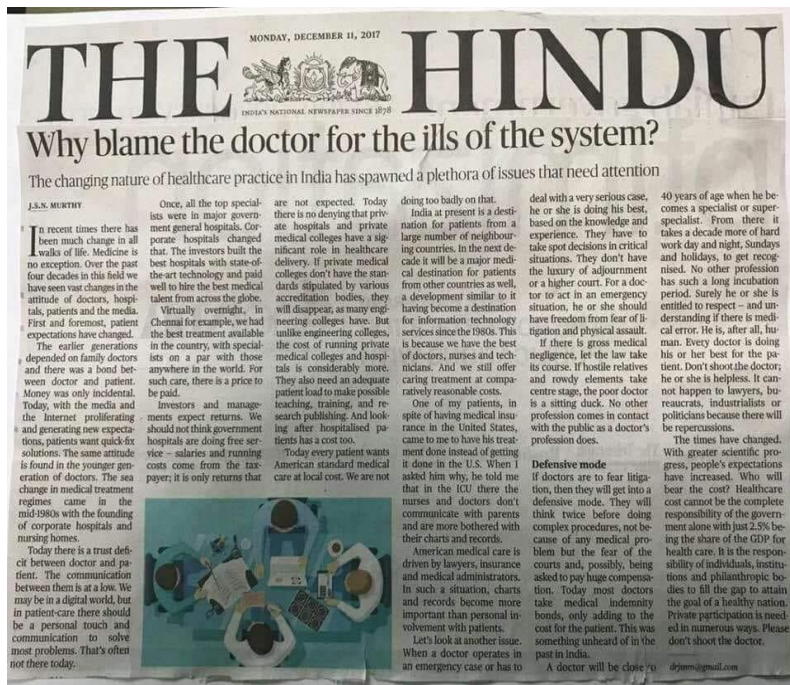 MONDAY, DECEMBER 11, 2017
THE HINDU
INDIA'S NATIONAL NEWSPAPER SINCE 1878
Why blame the doctor for the ills of the system?
The changing nature of healthcare practice in India has spawned a plethora of issues that need attention
J.S.N. MURTHY
In recent times there has
been much change in all
walks of life. Medicine is
no exception. Over the past
four decades in this field we
have seen vast changes in the
attitude of doctors, hospi-
tals, patients and the media.
First and foremost, patient
expectations have changed.
The earlier generations
depended on family doctors
and there was a bond bet-
ween doctor and patient.
Money was only incidental.
Today, with the media and
the Internet proliferating
and generating new expecta-
tions, patients want quick-fix
solutions. The same attitude
is found in the younger gen-
eration of doctors. The sea
change in medical treatment
regimes came in the
mid-1980s with the founding
of corporate hospitals and
nursing homes.
Today there is a trust defi-
cit between doctor and pa-
tient. The communication
between them is at a low. We
may be in a digital world, but
in patient-care there should
be a personal touch and
communication to solve
most problems. That's often
not there today.
Once, all the top special-
ists were in major govern-
ment general hospitals. Cor-
porate hospitals changed
that. The investors built the
best hospitals with state-of-
the-art technology and paid
well to hire the best medical
talent from across the globe.
Virtually overnight, in
Chennai for example, we had
the best treatment available
in the country, with special-
ists on a par with those
anywhere in the world. For
such care, there is a price to
be paid.
Investors and manage-
ments expect returns. We
should not think government
hospitals are doing free ser-
vice – salaries and running
costs come from the tax-
payer; it is only returns that
are not expected. Today
there is no denying that priv-
ate hospitals and private
medical colleges have a sig-
nificant role in healthcare
delivery. If private medical
colleges don't have the stan-
dards stipulated by various
accreditation bodies, they
will disappear, as many engi-
neering colleges have. But
unlike engineering colleges,
the cost of running private
medical colleges and hospi-
tals is considerably more.
They also need an adequate
patient load to make possible
teaching, training, and re-
search publishing. And look-
ing after hospitalised pa-
tients has a cost too.
Today every patient wants
American standard medical
care at local cost. We are not
doing too badly on that.
India at present is a desti-
nation for patients from a
large number of neighbour-
ing countries. In the next de-
cade it will be a major medi-
cal destination for patients
from other countries as well,
a development similar to it
having become a destination
for information technology
services since the 1980s. This
is because we have the best
of doctors, nurses and tech-
nicians. And we still offer
caring treatment at compa-
ratively reasonable costs.
One of my patients, in
spite of having medical insu-
rance in the United States,
came to me to have his treat-
ment done instead of getting
it done in the U.S. When I
asked him why, he told me
that in the ICU there the
nurses and doctors don't
communicate with parents
and are more bothered with
their charts and records.
American medical care is
driven by lawyers, insurance
and medical administrators.
In such a situation, charts
and records become more
important than personal in-
volvement with patients.
Let's look at another issue.
When a doctor operates in
an emergency case or has to
deal with a very serious case,
he or she is doing his best,
based on the knowledge and
experience. They have to
take spot decisions in critical
situations. They don't have
the luxury of adjournment
or a higher court. For a doc-
tor to act in an emergency
situation, he or she should
have freedom from fear of li-
tigation and physical assault.
If there is gross medical
negligence, let the law take
its course. If hostile relatives
and rowdy elements take
centre stage, the poor doctor
is a sitting duck. No other
profession comes in contact
with the public as a doctor's
profession does.
Defensive mode
If doctors are to fear litiga-
tion, then they will get into a
defensive mode. They will
think twice before doing
complex procedures, not be-
cause of any medical pro-
blem but the fear of the
courts and, possibly, being
asked to pay huge compensa-
tion. Today most doctors
take medical indemnity
bonds, only adding to the
cost for the patient. This was
something unheard of in the
past in India.
A doctor will be close to
40 years of age when he be-
comes a specialist or super-
specialist. From there it
takes a decade more of hard
work day and night, Sundays
and holidays, to get recog-
nised. No other profession
has such a long incubation
period. Surely he or she is
entitled to respect – and un-
derstanding if there is medi-
cal error. He is, after all, hu-
man. Every doctor is doing
his or her best for the pa-
tient. Don't shoot the doctor;
he or she is helpless. It can-
not happen to lawyers, bu-
reaucrats, industrialists or
politicians because there will
be repercussions.
The times have changed.
With greater scientific pro-
gress, people's expectations
have increased. Who will
bear the cost? Healthcare
cost cannot be the complete
responsibility of the govern-
ment alone with just 2.5% be-
ing the share of the GDP for
health care. It is the respon-
sibility of individuals, institu-
tions and philanthropic bo-
dies to fill the gap to attain
the goal of a healthy nation.
Private participation is need-
ed in numerous ways. Please
don't shoot the doctor.
drjsnm@gmail.com